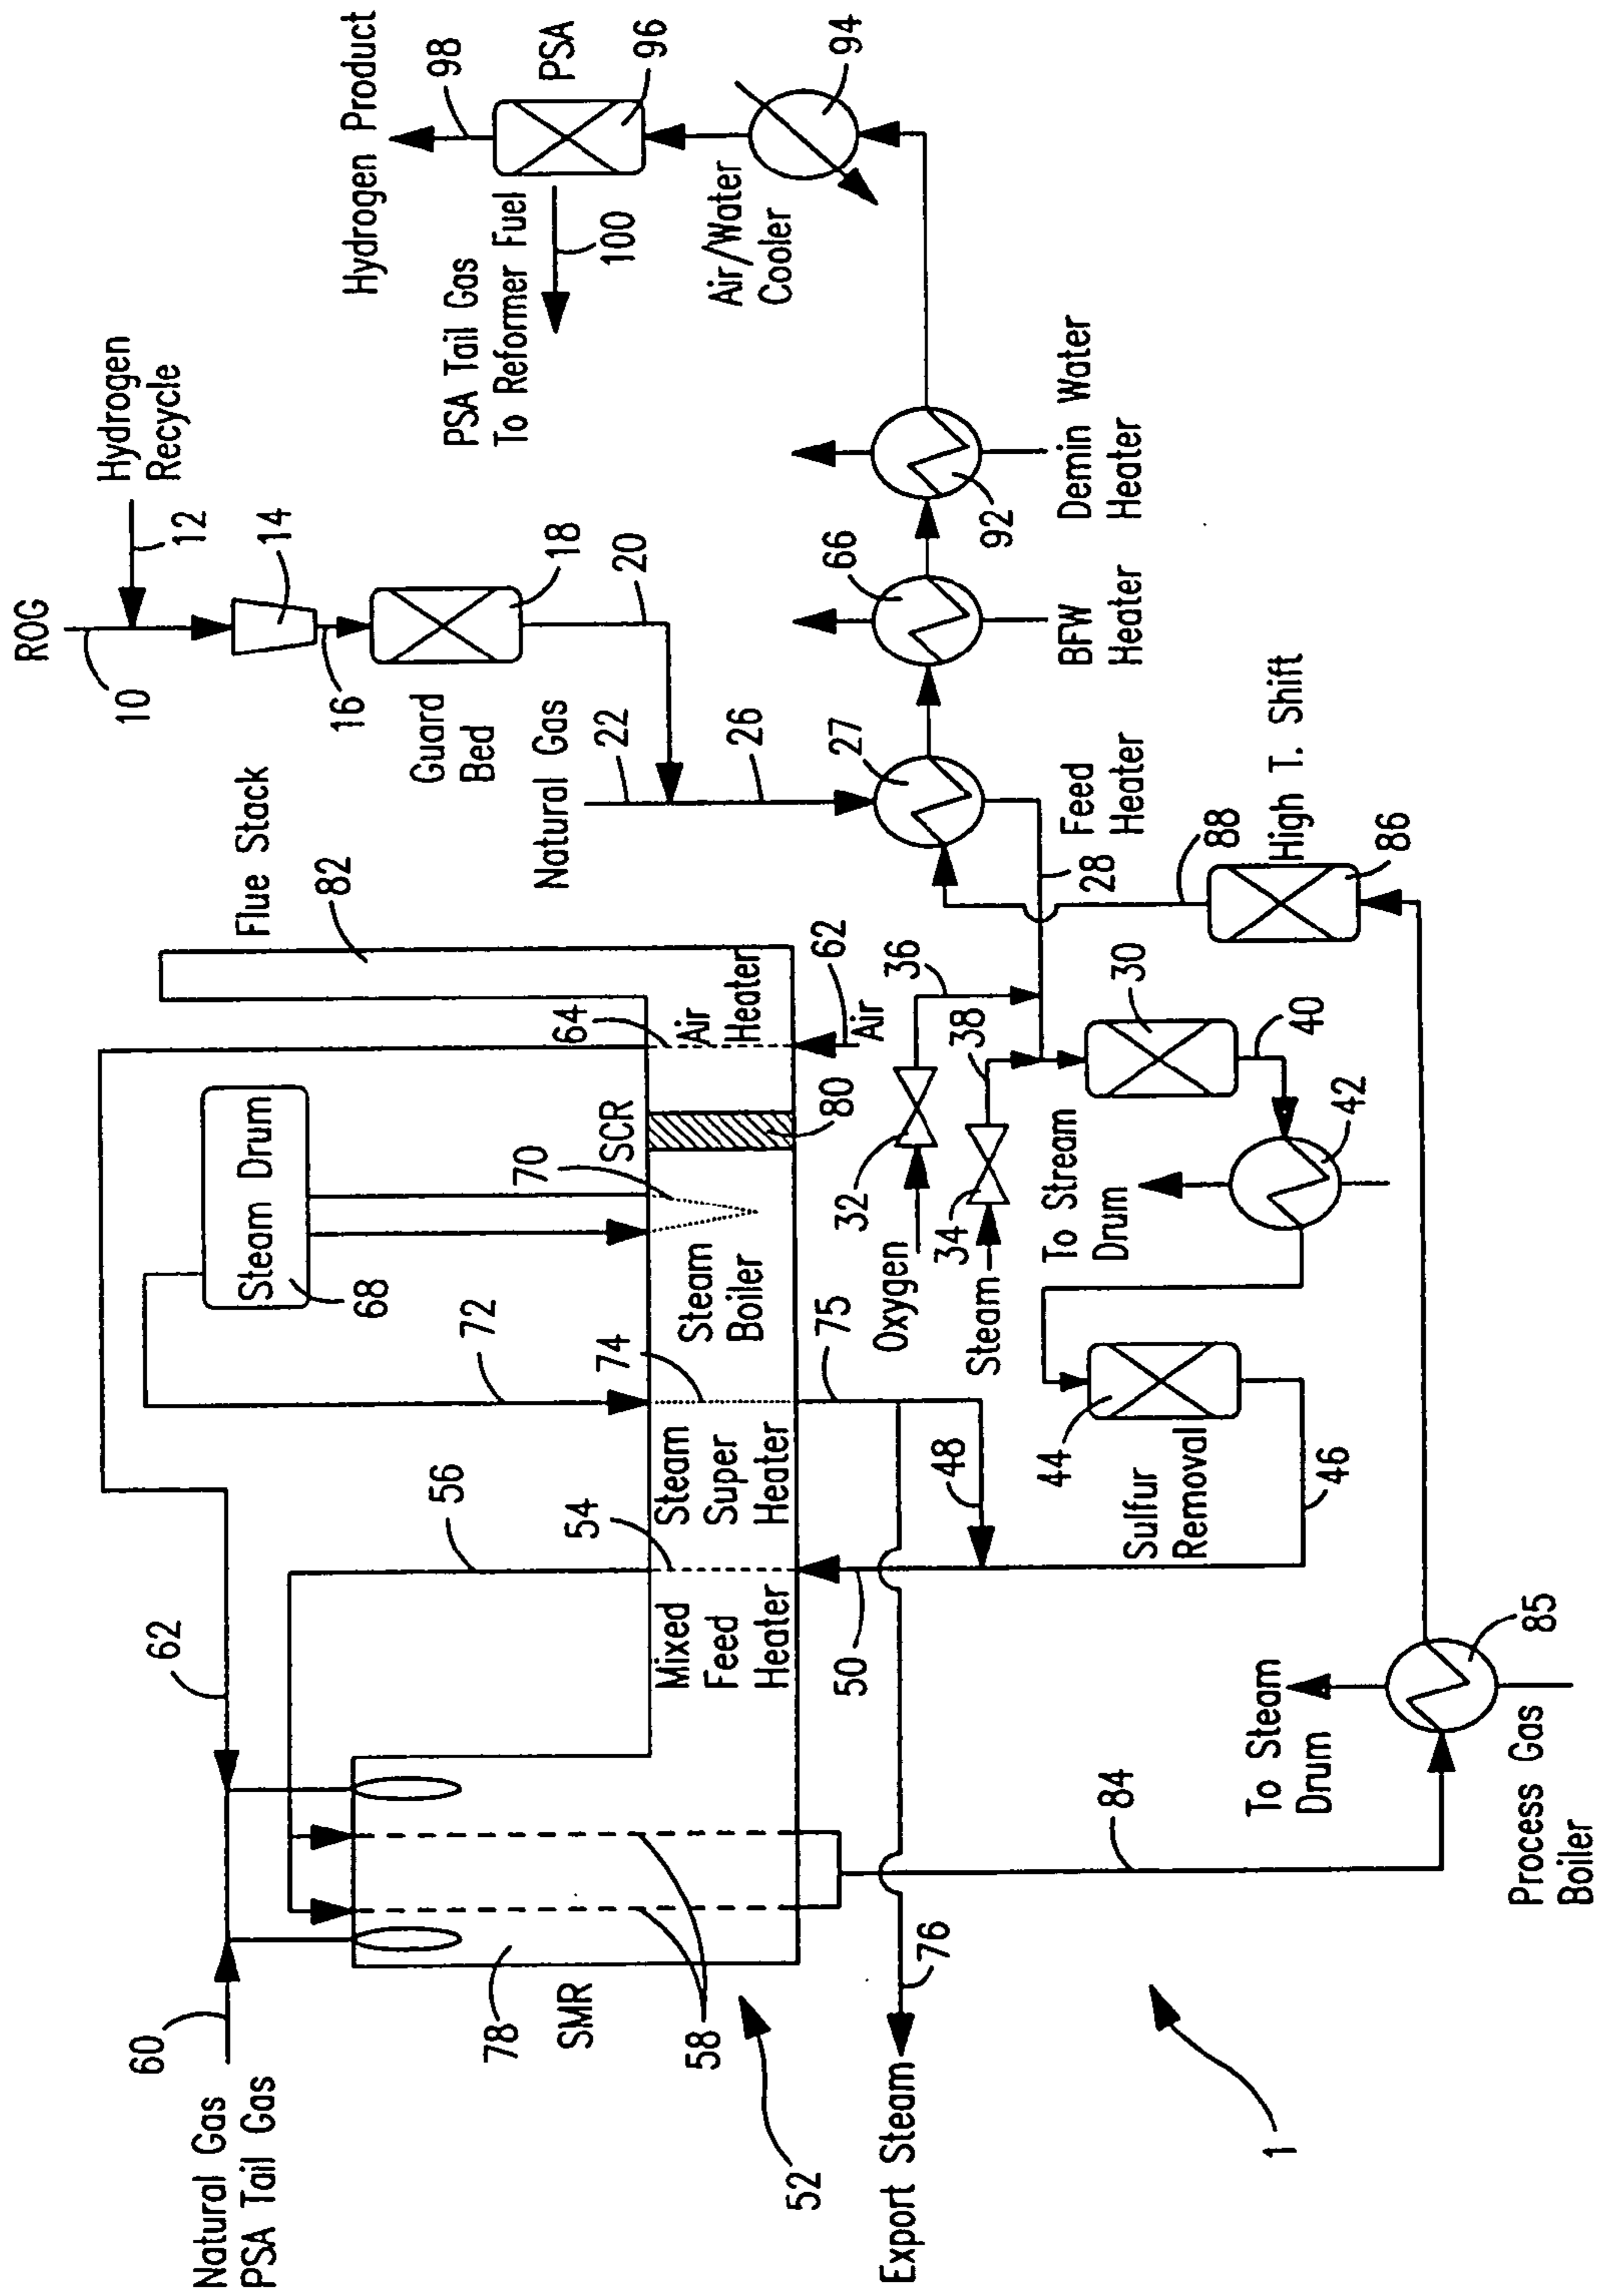 Natural Gas
PSA Tail Gas
60
62
56
72
Steam Drum
68
70
SCR
64
Flue Stack
82
ROG
10
12
Hydrogen
Recycle
14
16
18
Guard
Bed
20
Natural Gas
22
26
27
Hydrogen Product
98
PSA
96
PSA Tail Gas
To Reformer Fuel
100
Air/Water
Cooler
94
78
SMR
58
52
54
Mixed
Feed
Heater
Steam
Super
Heater
74
Steam
Boiler
80
Air
Heater
62
Air
75
48
50
76
Export Steam
Oxygen
32
36
Steam
34
38
28
Feed
Heater
66
BFW
Heater
92
Demin Water
Heater
To Stream
Drum
30
40
42
44
Sulfur
Removal
46
88
High T. Shift
86
84
To Steam
Drum
85
Process Gas
Boiler
1